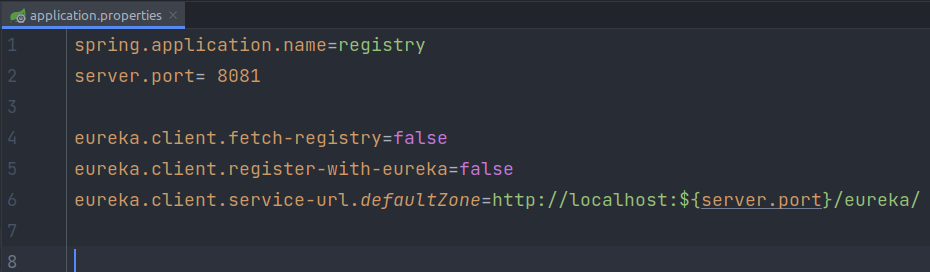 application.properties
1 spring.application.name=registry
2 server.port= 8081
3
4 eureka.client.fetch-registry=false
5 eureka.client.register-with-eureka=false
6 eureka.client.service-url.defaultZone=http://localhost:${server.port}/eureka/
7
8